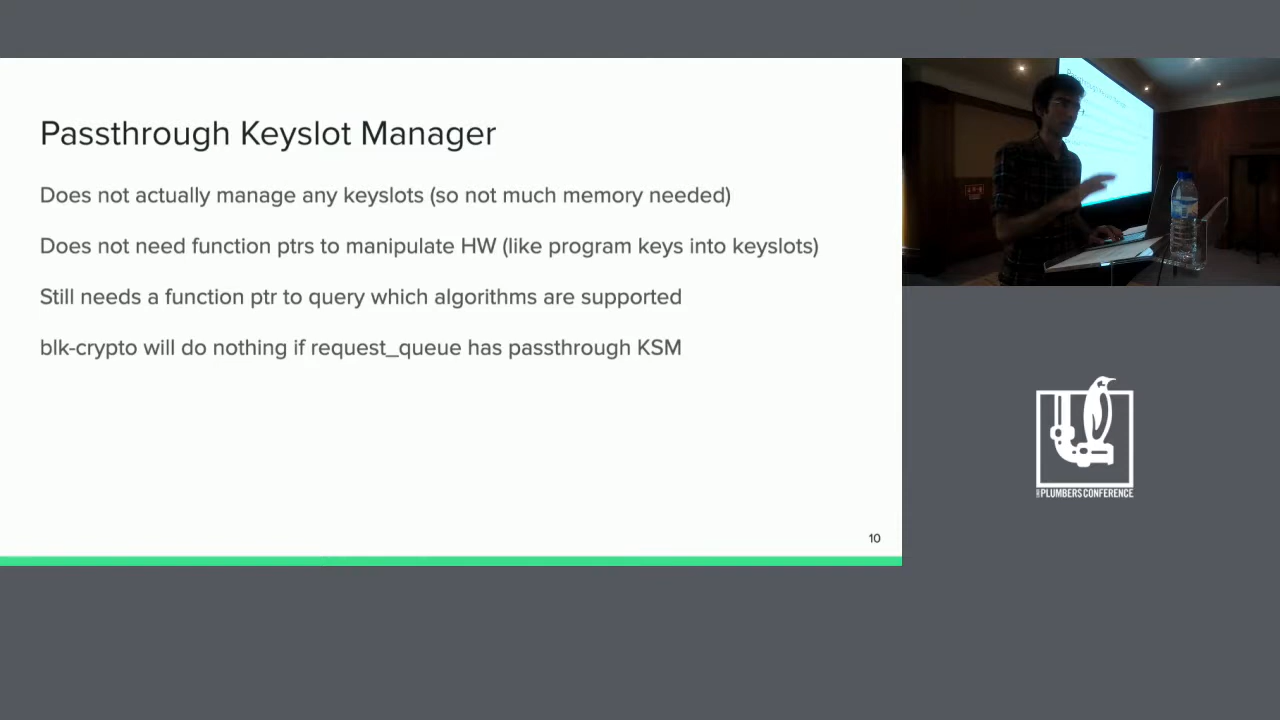 Passthrough Keyslot Manager
Does not actually manage any keyslots (so not much memory needed)
Does not need function ptrs to manipulate HW (like program keys into keyslots)
Still needs a function ptr to query which algorithms are supported
blk-crypto will do nothing if request_queue has passthrough KSM
10
PLUMBERS CONFERENCE